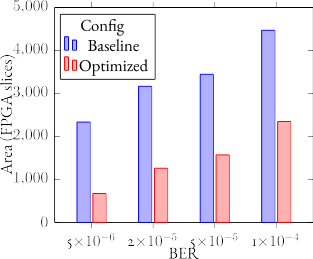 5,000
4,000
3,000
2,000
1,000
0
Area (FPGA slices)
Config
Baseline
Optimized
5×10⁻⁶ 2×10⁻⁵ 5×10⁻⁵ 1×10⁻⁴
BER